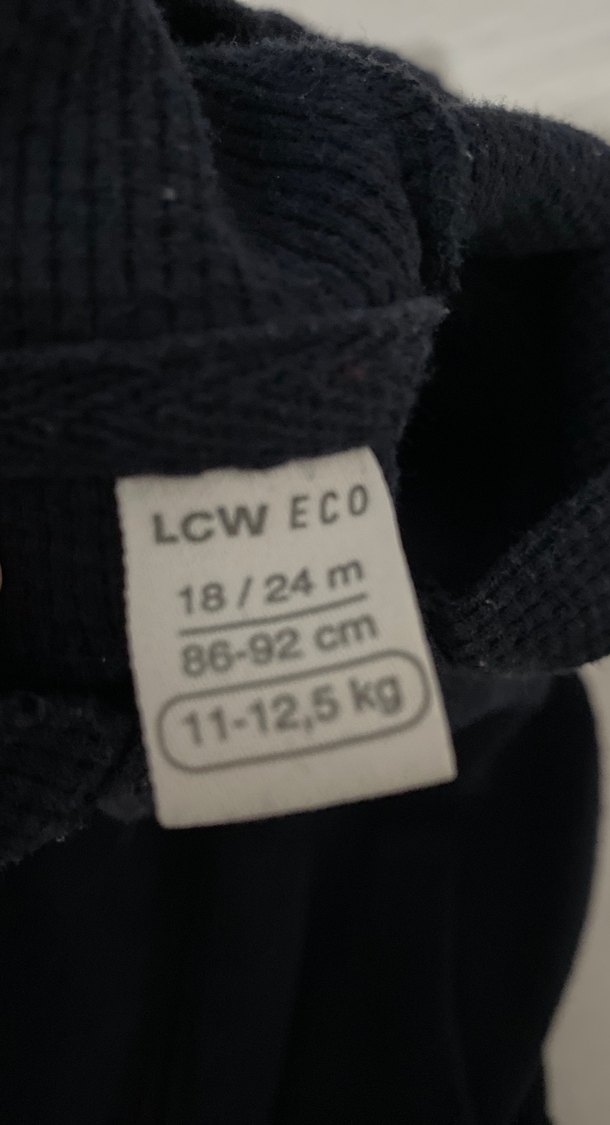 LCW ECO
18 / 24 m
86-92 cm
11-12,5 kg